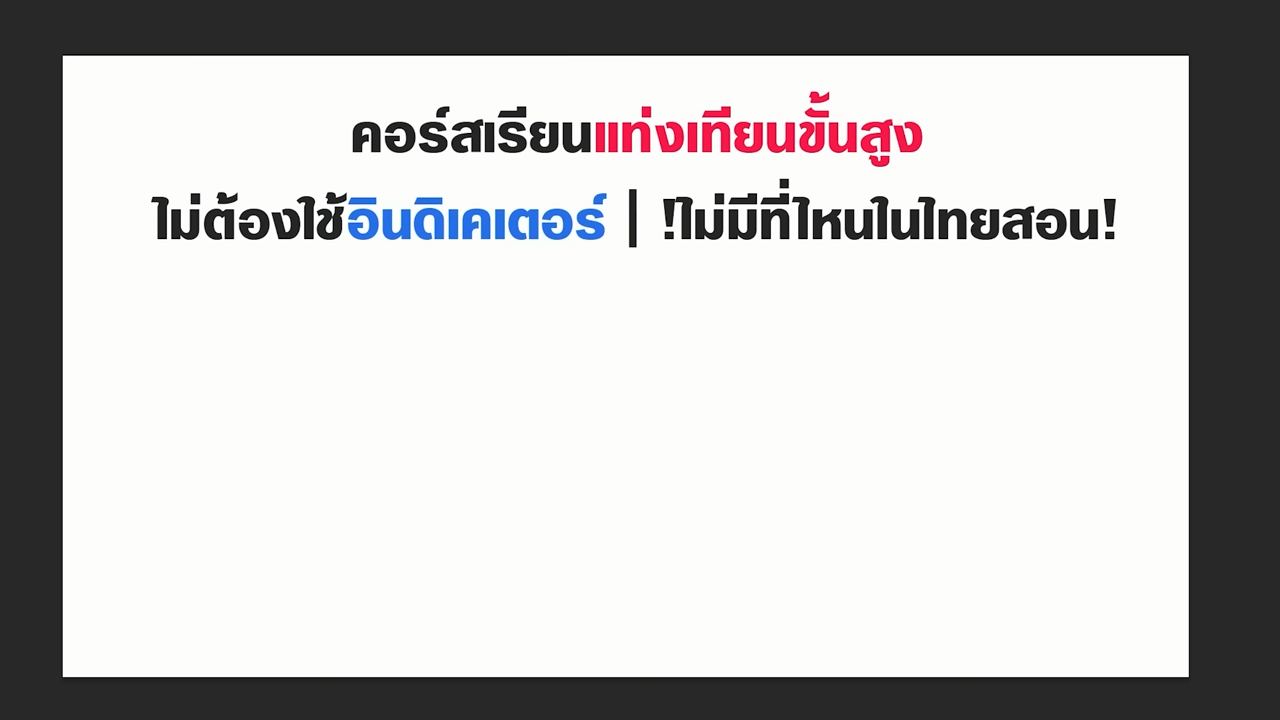 คอร์สเรียนแท่งเทียนขั้นสูง
ไม่ต้องใช้อินดิเคเตอร์ | !ไม่มีที่ไหนในไทยสอน!